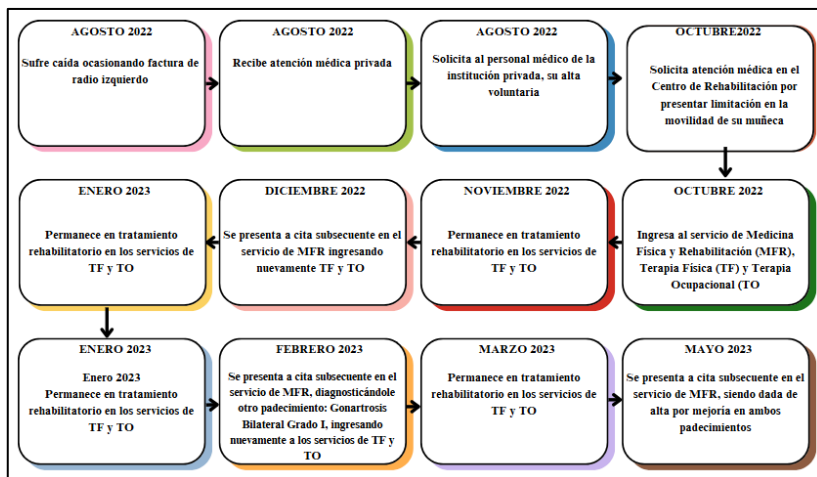 AGOSTO 2022
Sufre caída ocasionando factura de
radio izquierdo
AGOSTO 2022
Recibe atención médica privada
AGOSTO 2022
Solicita al personal médico de la
institución privada, su alta
voluntaria
OCTUBRE2022
Solicita atención médica en el
Centro de Rehabilitación por
presentar limitación en la
movilidad de su muñeca
OCTUBRE 2022
Ingresa al servicio de Medicina
Física y Rehabilitación (MFR),
Terapia Física (TF) y Terapia
Ocupacional (TO
NOVIEMBRE 2022
Permanece en tratamiento
rehabilitatorio en los servicios
de TF y TO
DICIEMBRE 2022
Se presenta a cita subsecuente en el
servicio de MFR ingresando
nuevamente TF y TO
ENERO 2023
Permanece en tratamiento
rehabilitatorio en los servicios
de TF y TO
ENERO 2023
Enero 2023
Permanece en tratamiento
rehabilitatorio en los servicios
de TF y TO
FEBRERO 2023
Se presenta a cita subsecuente en el
servicio de MFR, diagnosticándole
otro padecimiento: Gonartrosis
Bilateral Grado I, ingresando
nuevamente a los servicios de TF y
TO
MARZO 2023
Permanece en tratamiento
rehabilitatorio en los servicios
de TF y TO
MAYO 2023
Se presenta a cita subsecuente en el
servicio de MFR, siendo dada de
alta por mejoría en ambos
padecimientos